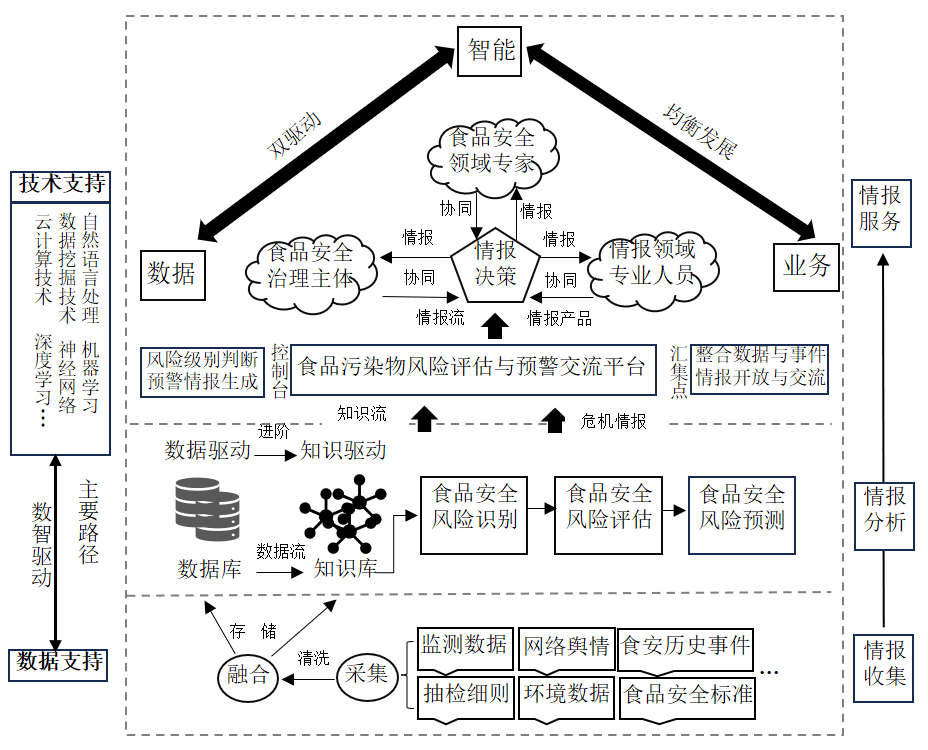 智能
双驱动
均衡发展
食品安全
领域专家
协同
情报
技术支持
自然语言处理 机器学习
数据挖掘技术 神经网络
云计算技术 深度学习…
数据
食品安全
治理主体
情报
协同
情报流
情报
决策
情报
协同
情报产品
情报领域
专业人员
业务
情报
服务
风险级别判断
预警情报生成
控制台
食品污染物风险评估与预警交流平台
汇集点
整合数据与事件
情报开放与交流
知识流
危机情报
数据驱动
进阶
知识驱动
数据库
数据流
知识库
食品安全
风险识别
食品安全
风险评估
食品安全
风险预测
情报
分析
主要路径
数智驱动
数据支持
存 储
融合
清洗
采集
监测数据
网络舆情
食安历史事件
抽检细则
环境数据
食品安全标准
…
情报
收集